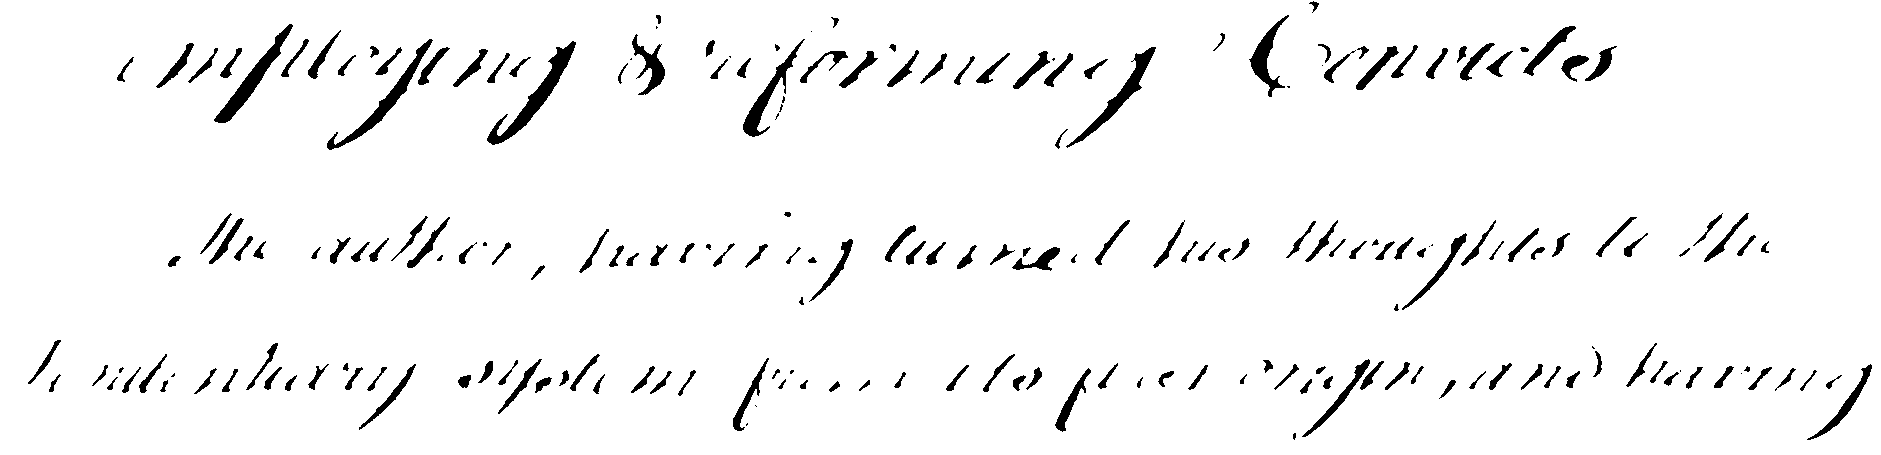 employing & reforming Convicts
The author, having turned his thoughts to the
Penitentiary system from its first origin, and having